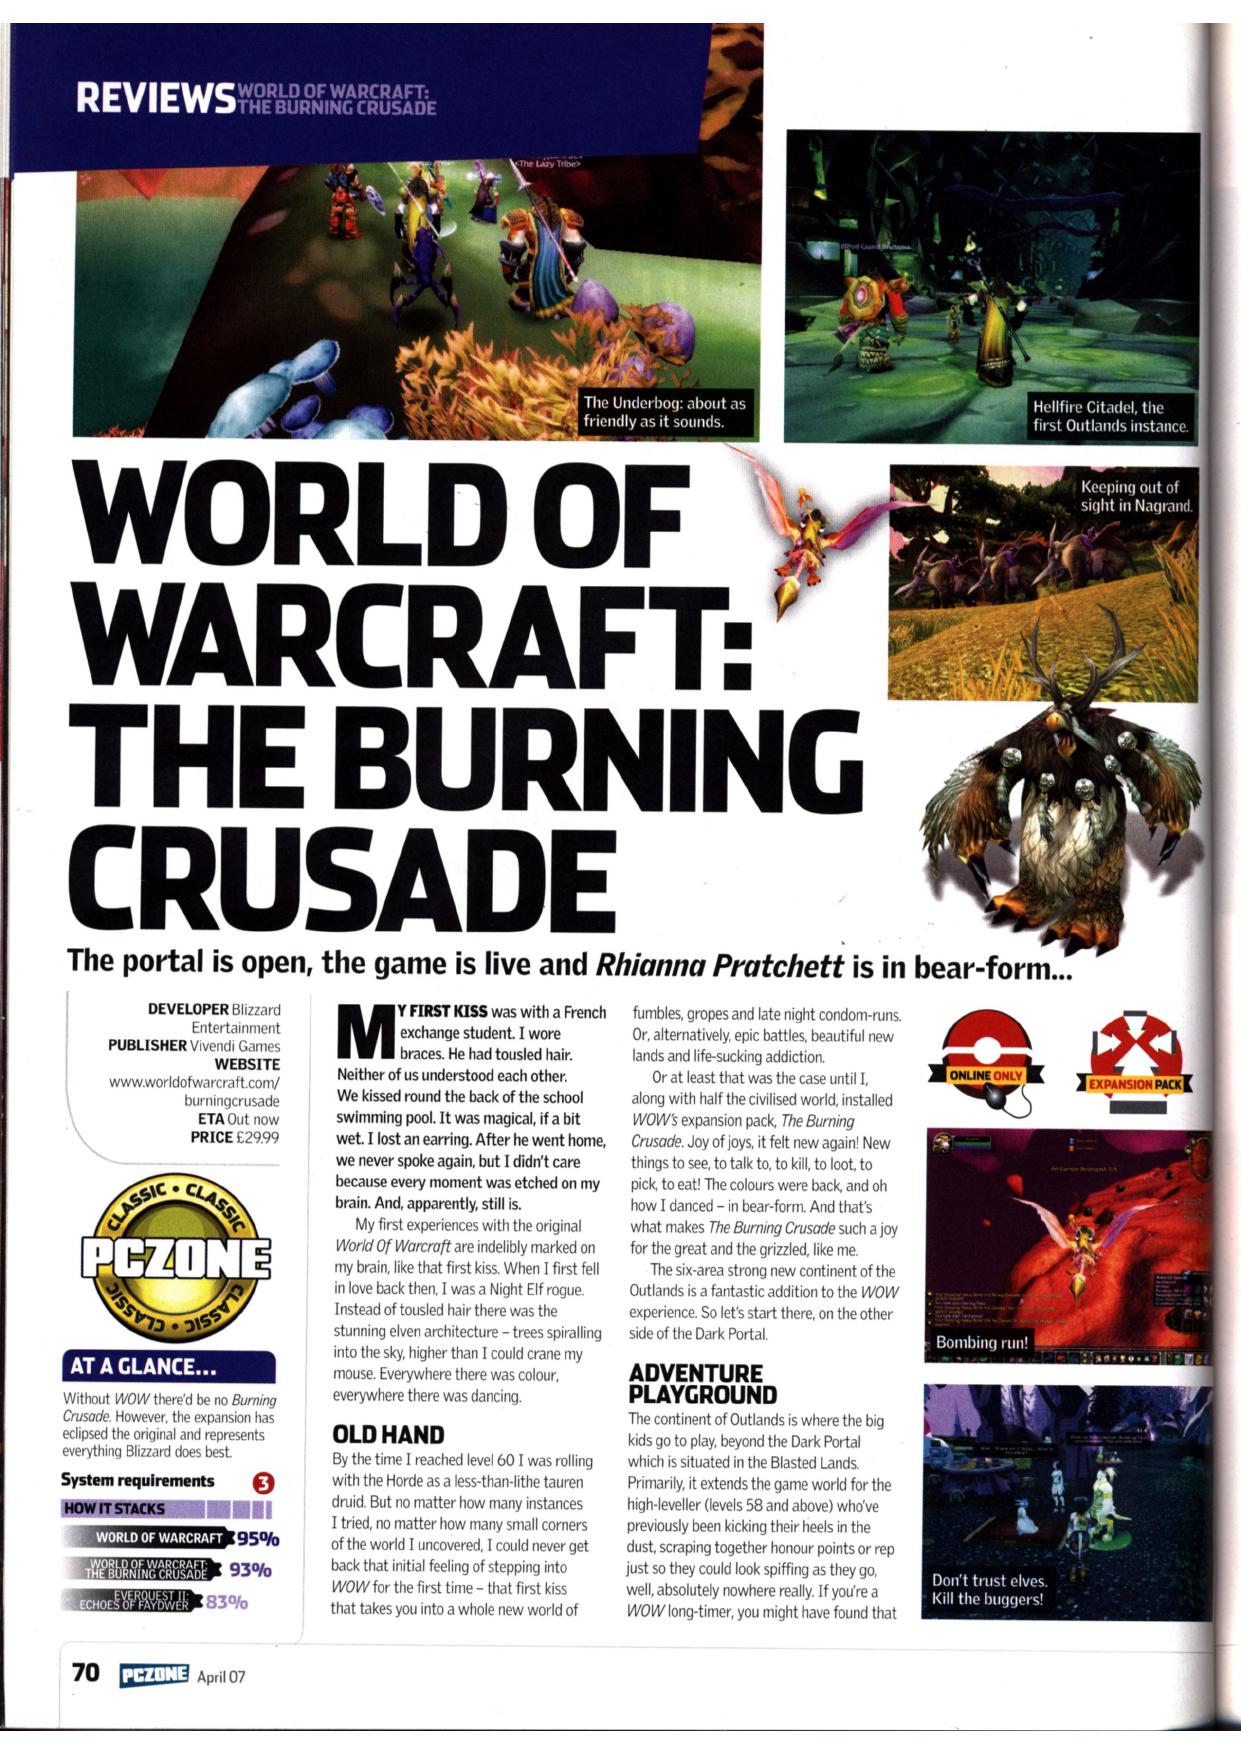 REVIEWS WORLD OF WARCRAFT:
THE BURNING CRUSADE
<The Lazy Tribe>
The Underbog: about as
friendly as it sounds.
Hellfire Citadel, the
first Outlands instance.
Keeping out of
sight in Nagrand.
WORLD OF
WARCRAFT:
THE BURNING
CRUSADE
The portal is open, the game is live and Rhianna Pratchett is in bear-form...
DEVELOPER Blizzard
Entertainment
PUBLISHER Vivendi Games
WEBSITE
www.worldofwarcraft.com/
burningcrusade
ETA Out now
PRICE £29.99
CLASSIC • CLASSIC
PCZONE
CLASSIC • CLASSIC
AT A GLANCE...
Without WOW there'd be no Burning
Crusade. However, the expansion has
eclipsed the original and represents
everything Blizzard does best.
System requirements 3
HOW IT STACKS
WORLD OF WARCRAFT 95%
WORLD OF WARCRAFT:
THE BURNING CRUSADE 93%
EVERQUEST II:
ECHOES OF FAYDWER 83%
MY FIRST KISS was with a French
exchange student. I wore
braces. He had tousled hair.
Neither of us understood each other.
We kissed round the back of the school
swimming pool. It was magical, if a bit
wet. I lost an earring. After he went home,
we never spoke again, but I didn't care
because every moment was etched on my
brain. And, apparently, still is.
My first experiences with the original
World Of Warcraft are indelibly marked on
my brain, like that first kiss. When I first fell
in love back then, I was a Night Elf rogue.
Instead of tousled hair there was the
stunning elven architecture – trees spiralling
into the sky, higher than I could crane my
mouse. Everywhere there was colour,
everywhere there was dancing.
OLD HAND
By the time I reached level 60 I was rolling
with the Horde as a less-than-lithe tauren
druid. But no matter how many instances
I tried, no matter how many small corners
of the world I uncovered, I could never get
back that initial feeling of stepping into
WOW for the first time – that first kiss
that takes you into a whole new world of
fumbles, gropes and late night condom-runs.
Or, alternatively, epic battles, beautiful new
lands and life-sucking addiction.
Or at least that was the case until I,
along with half the civilised world, installed
WOW's expansion pack, The Burning
Crusade. Joy of joys, it felt new again! New
things to see, to talk to, to kill, to loot, to
pick, to eat! The colours were back, and oh
how I danced – in bear-form. And that's
what makes The Burning Crusade such a joy
for the great and the grizzled, like me.
The six-area strong new continent of the
Outlands is a fantastic addition to the WOW
experience. So let's start there, on the other
side of the Dark Portal.
ADVENTURE
PLAYGROUND
The continent of Outlands is where the big
kids go to play, beyond the Dark Portal
which is situated in the Blasted Lands.
Primarily, it extends the game world for the
high-leveller (levels 58 and above) who've
previously been kicking their heels in the
dust, scraping together honour points or rep
just so they could look spiffing as they go,
well, absolutely nowhere really. If you're a
WOW long-timer, you might have found that
ONLINE ONLY
EXPANSION PACK
Bombing run!
Don't trust elves.
Kill the buggers!
70 PCZONE April 07